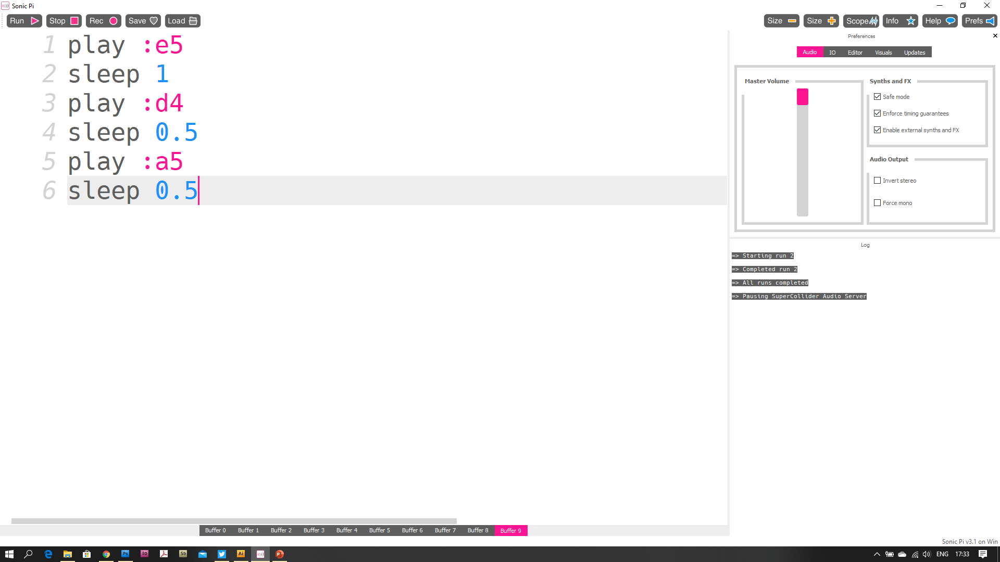 Sonic Pi
Run Stop Rec Save Load Size Size Scope Info Help Prefs
1 play :e5
2 sleep 1
3 play :d4
4 sleep 0.5
5 play :a5
6 sleep 0.5
Preferences
Audio IO Editor Visuals Updates
Master Volume
Synths and FX
Safe mode
Enforce timing guarantees
Enable external synths and FX
Audio Output
Invert stereo
Force mono
Log
=> Starting run 2
=> Completed run 2
=> All runs completed
=> Pausing SuperCollider Audio Server
Buffer 0 Buffer 1 Buffer 2 Buffer 3 Buffer 4 Buffer 5 Buffer 6 Buffer 7 Buffer 8 Buffer 9
Sonic Pi v3.1 on Win
Ps ID Sb Ai P ENG 17:33